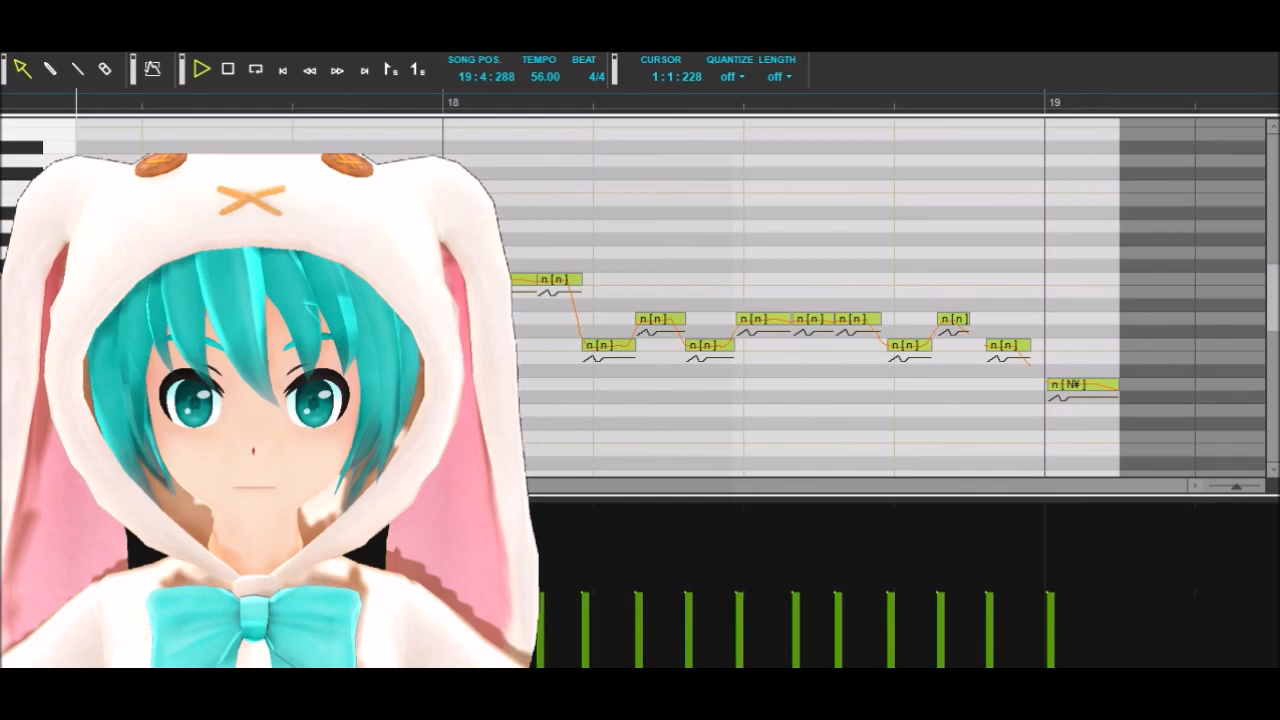 SONG POS. TEMPO BEAT CURSOR QUANTIZE LENGTH
19:4:288 56.00 4/4 1:1:228 off off
18 19
n [n]
n [n] n [n] n [n] n [n] n [n]
n [n] n [n] n [n] n [n]
n [N¥]